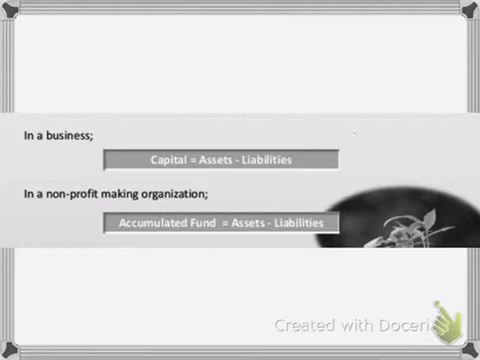 In a business;
Capital = Assets - Liabilities
In a non-profit making organization;
Accumulated Fund = Assets - Liabilities
Created with Doceri